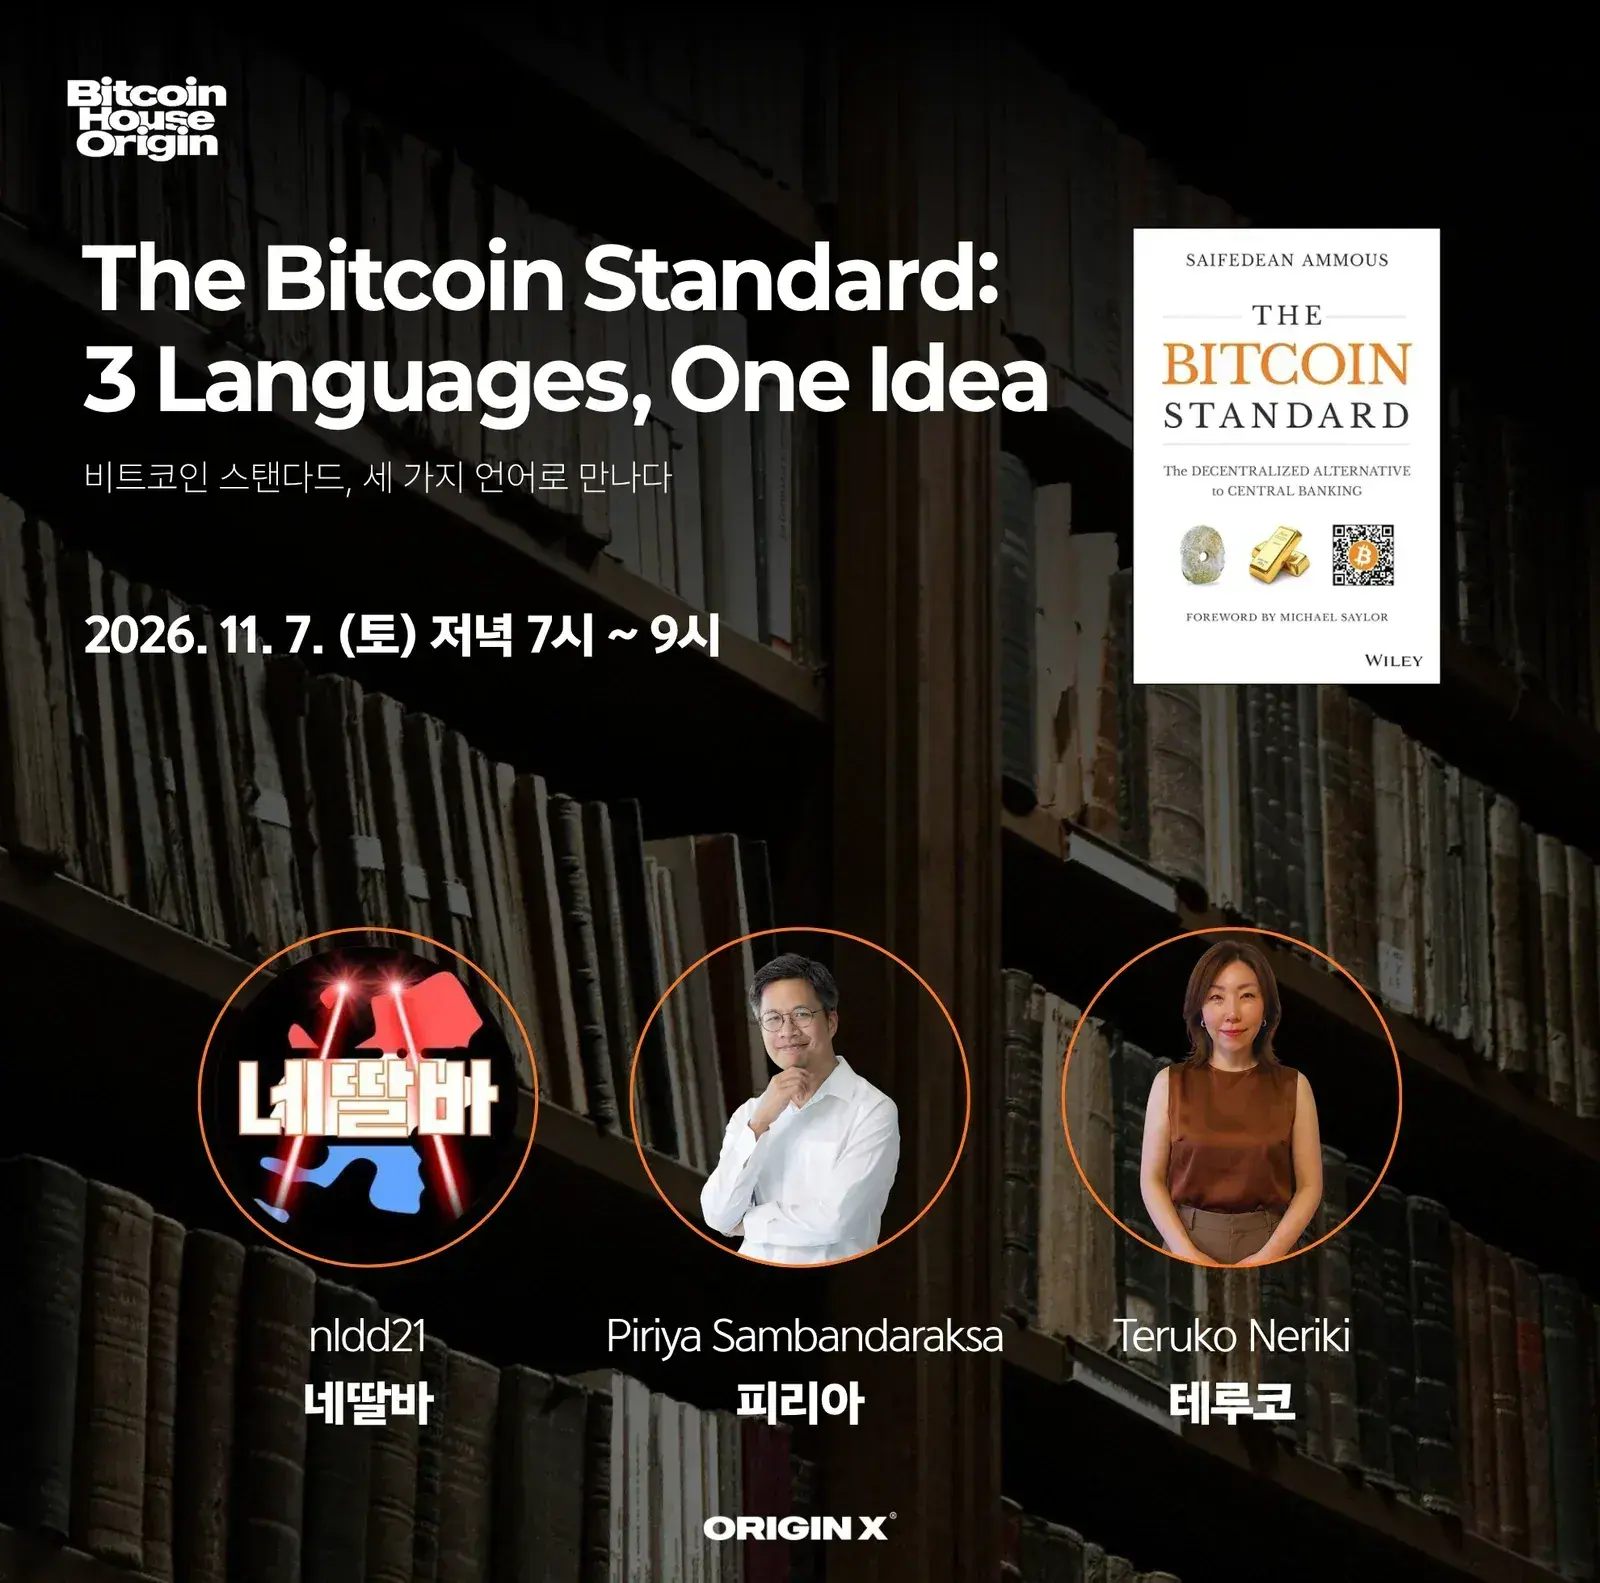 Bitcoin
House
Origin
The Bitcoin Standard:
3 Languages, One Idea
비트코인 스탠다드, 세 가지 언어로 만나다
2026. 11. 7. (토) 저녁 7시 ~ 9시
SAIFEDEAN AMMOUS
THE
BITCOIN
STANDARD
The DECENTRALIZED ALTERNATIVE
to CENTRAL BANKING
FOREWORD BY MICHAEL SAYLOR
WILEY
네딸바
nldd21
네딸바
Piriya Sambandaraksa
피리아
Teruko Neriki
테루코
ORIGIN X®